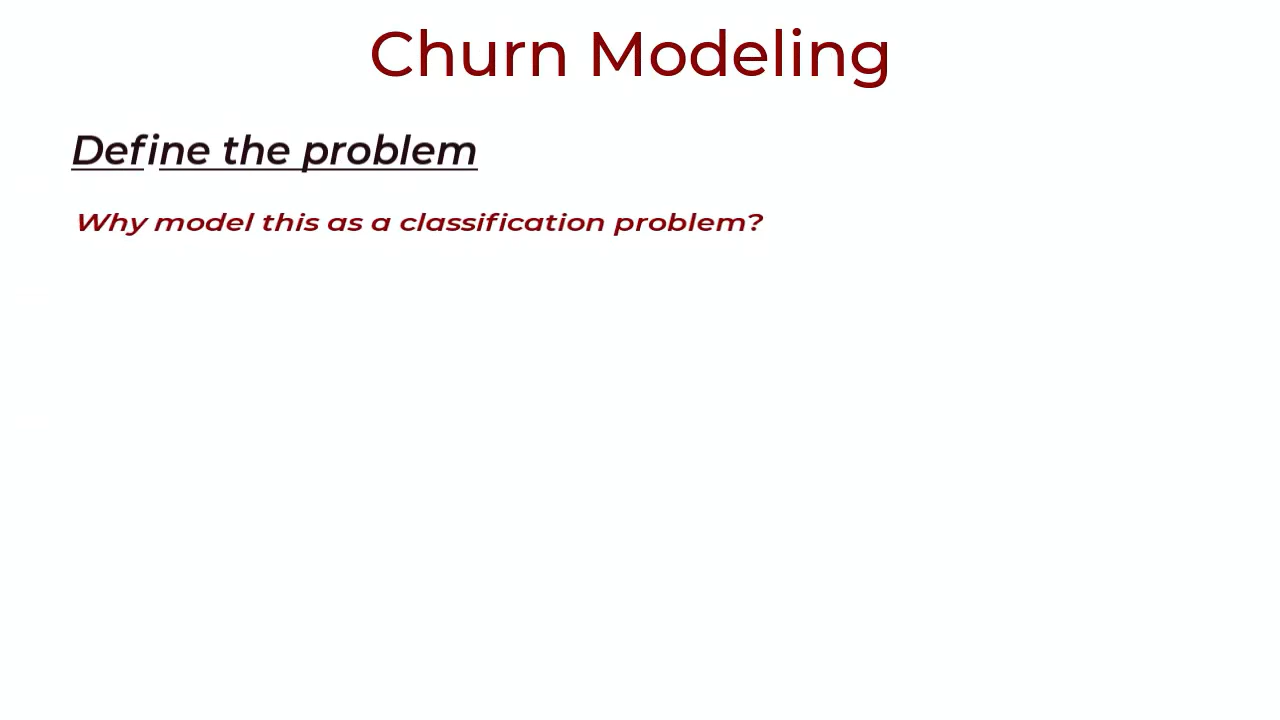 Churn Modeling
Define the problem
Why model this as a classification problem?